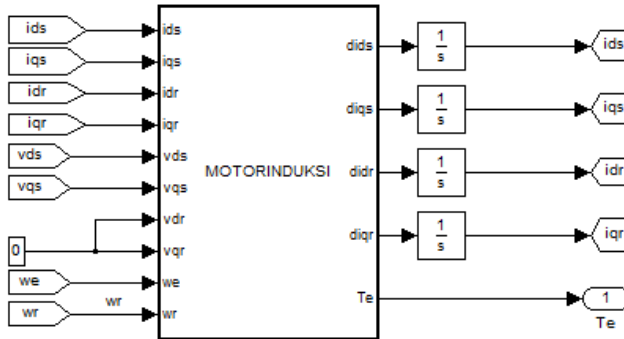 ids
iqs
idr
iqr
vds
vqs
0
we
wr
wr
ids
iqs
idr
iqr
vds
vqs
vdr
vqr
we
wr
MOTORINDUKSI
dids
diqs
didr
diqr
Te
1
s
1
s
1
s
1
s
ids
iqs
idr
iqr
1
Te